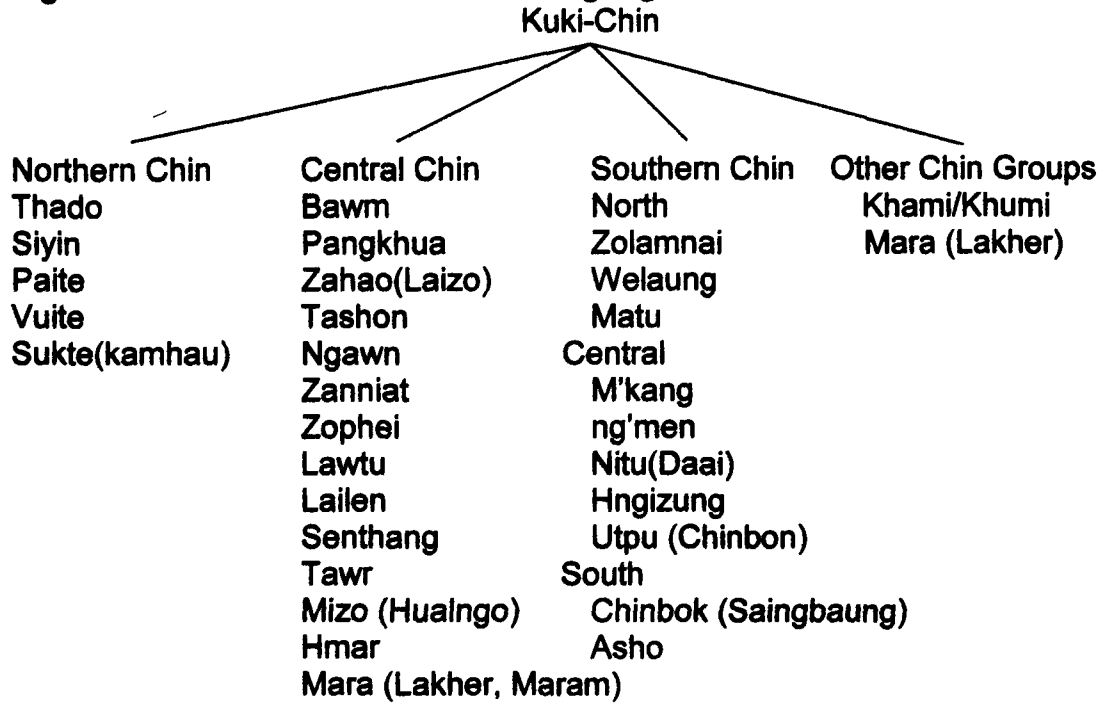 Kuki-Chin
Northern Chin
Thado
Siyin
Paite
Vuite
Sukte(kamhau)
Central Chin
Bawm
Pangkhua
Zahao(Laizo)
Tashon
Ngawn
Zanniat
Zophei
Lawtu
Lailen
Senthang
Tawr
Mizo (Hualngo)
Hmar
Mara (Lakher, Maram)
Southern Chin
North
Zolamnai
Welaung
Matu
Central
M'kang
ng'men
Nitu(Daai)
Hngizung
Utpu (Chinbon)
South
Chinbok (Saingbaung)
Asho
Other Chin Groups
Khami/Khumi
Mara (Lakher)